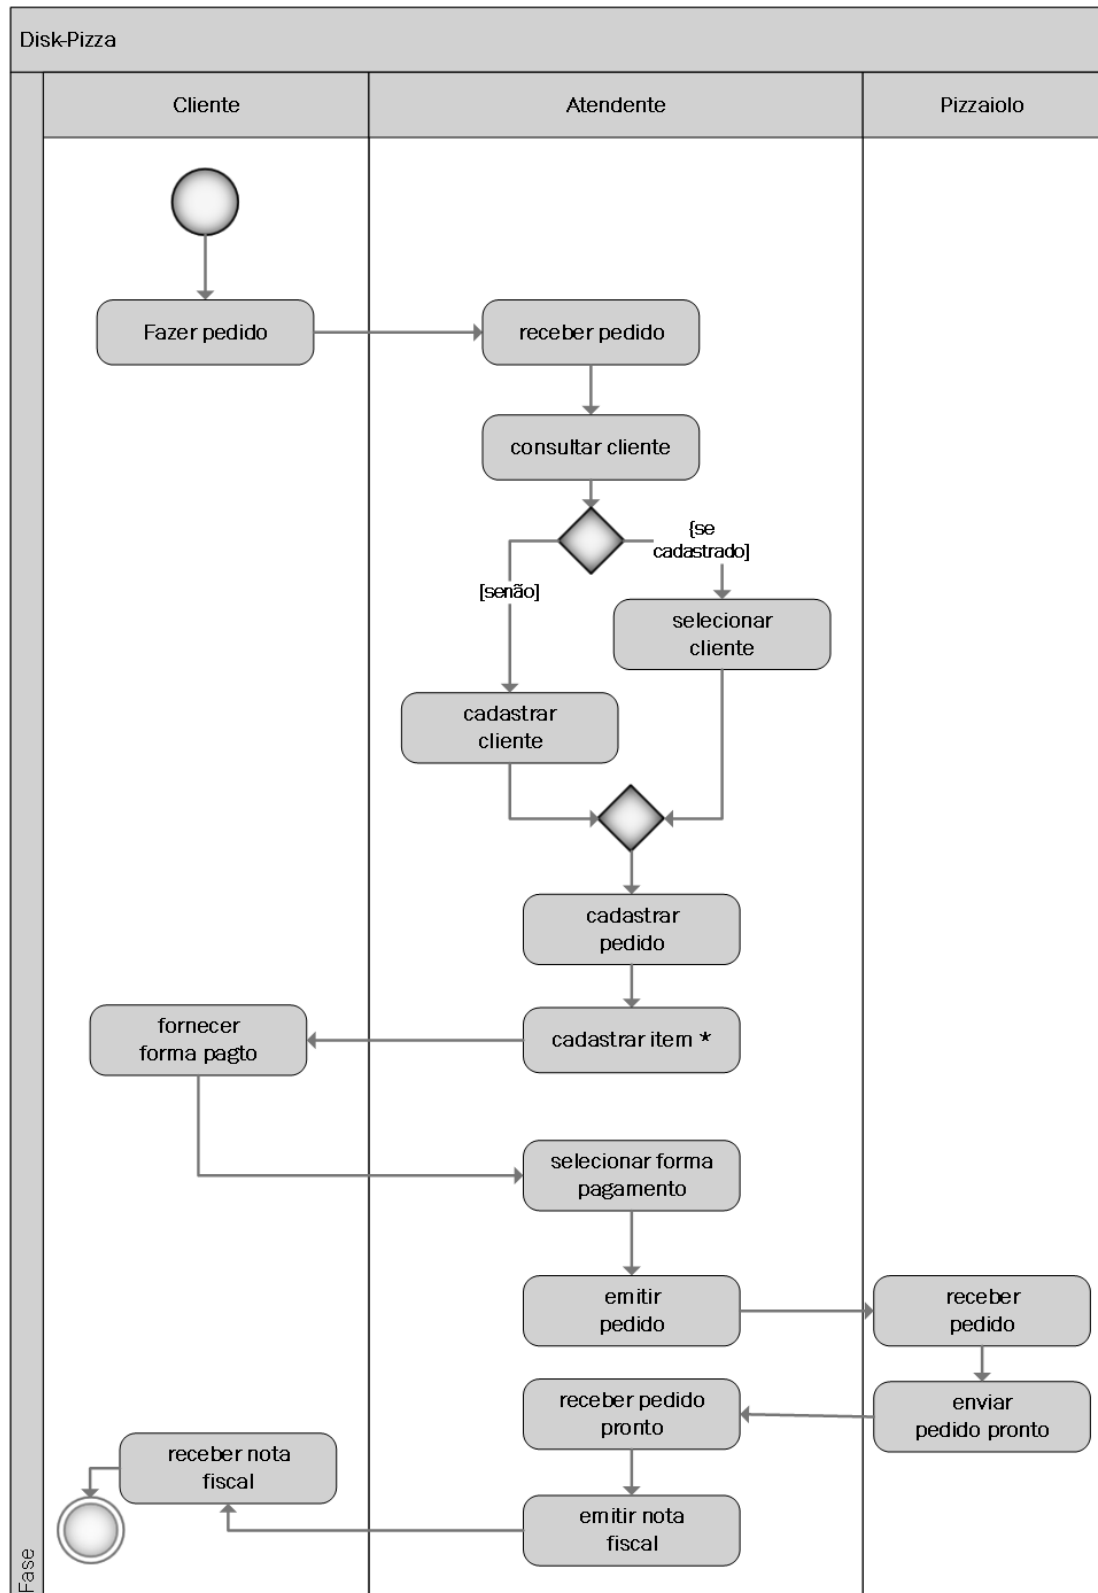 Disk-Pizza
Cliente
Atendente
Pizzaiolo
Fazer pedido
receber pedido
consultar cliente
{se
cadastrado]
[senão]
selecionar
cliente
cadastrar
cliente
cadastrar
pedido
fornecer
forma pagto
cadastrar item *
selecionar forma
pagamento
emitir
pedido
receber
pedido
receber pedido
pronto
enviar
pedido pronto
receber nota
fiscal
emitir nota
fiscal
Fase